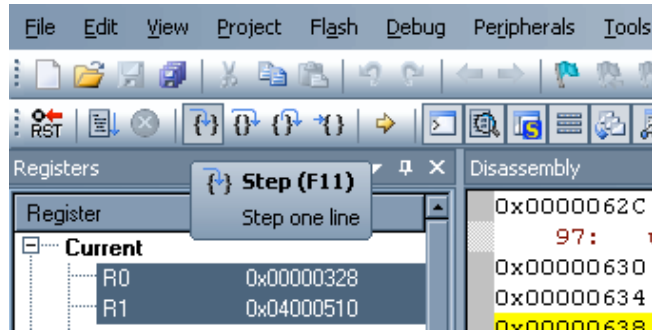 File Edit View Project Flash Debug Peripherals Tools
RST
Registers
Disassembly
Step (F11)
Step one line
Register
Current
R0 0x00000328
R1 0x04000510
0x0000062C
97:
0x00000630
0x00000634
0x00000638